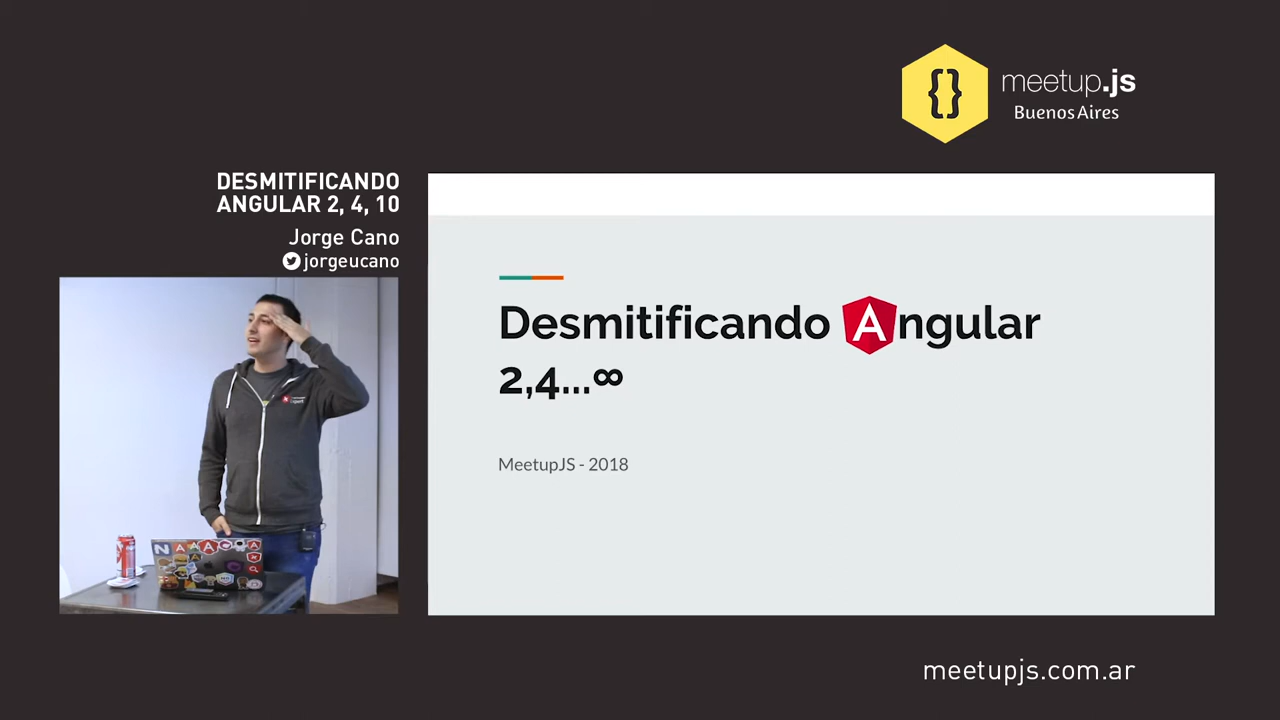 {}
meetup.js
Buenos Aires
DESMITIFICANDO
ANGULAR 2, 4, 10
Jorge Cano
jorgeucano
Desmitificando Angular
2,4...∞
MeetupJS - 2018
meetupjs.com.ar